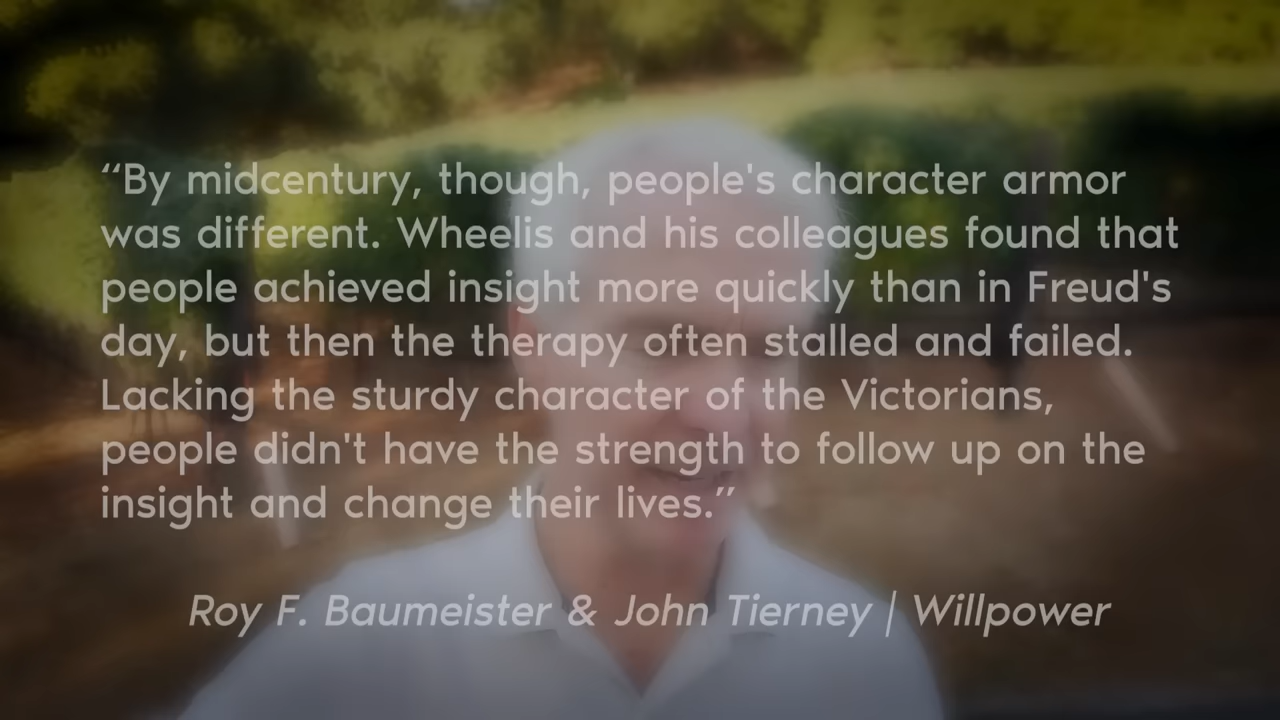 “By midcentury, though, people's character armor
was different. Wheelis and his colleagues found that
people achieved insight more quickly than in Freud's
day, but then the therapy often stalled and failed.
Lacking the sturdy character of the Victorians,
people didn't have the strength to follow up on the
insight and change their lives.”
Roy F. Baumeister & John Tierney | Willpower